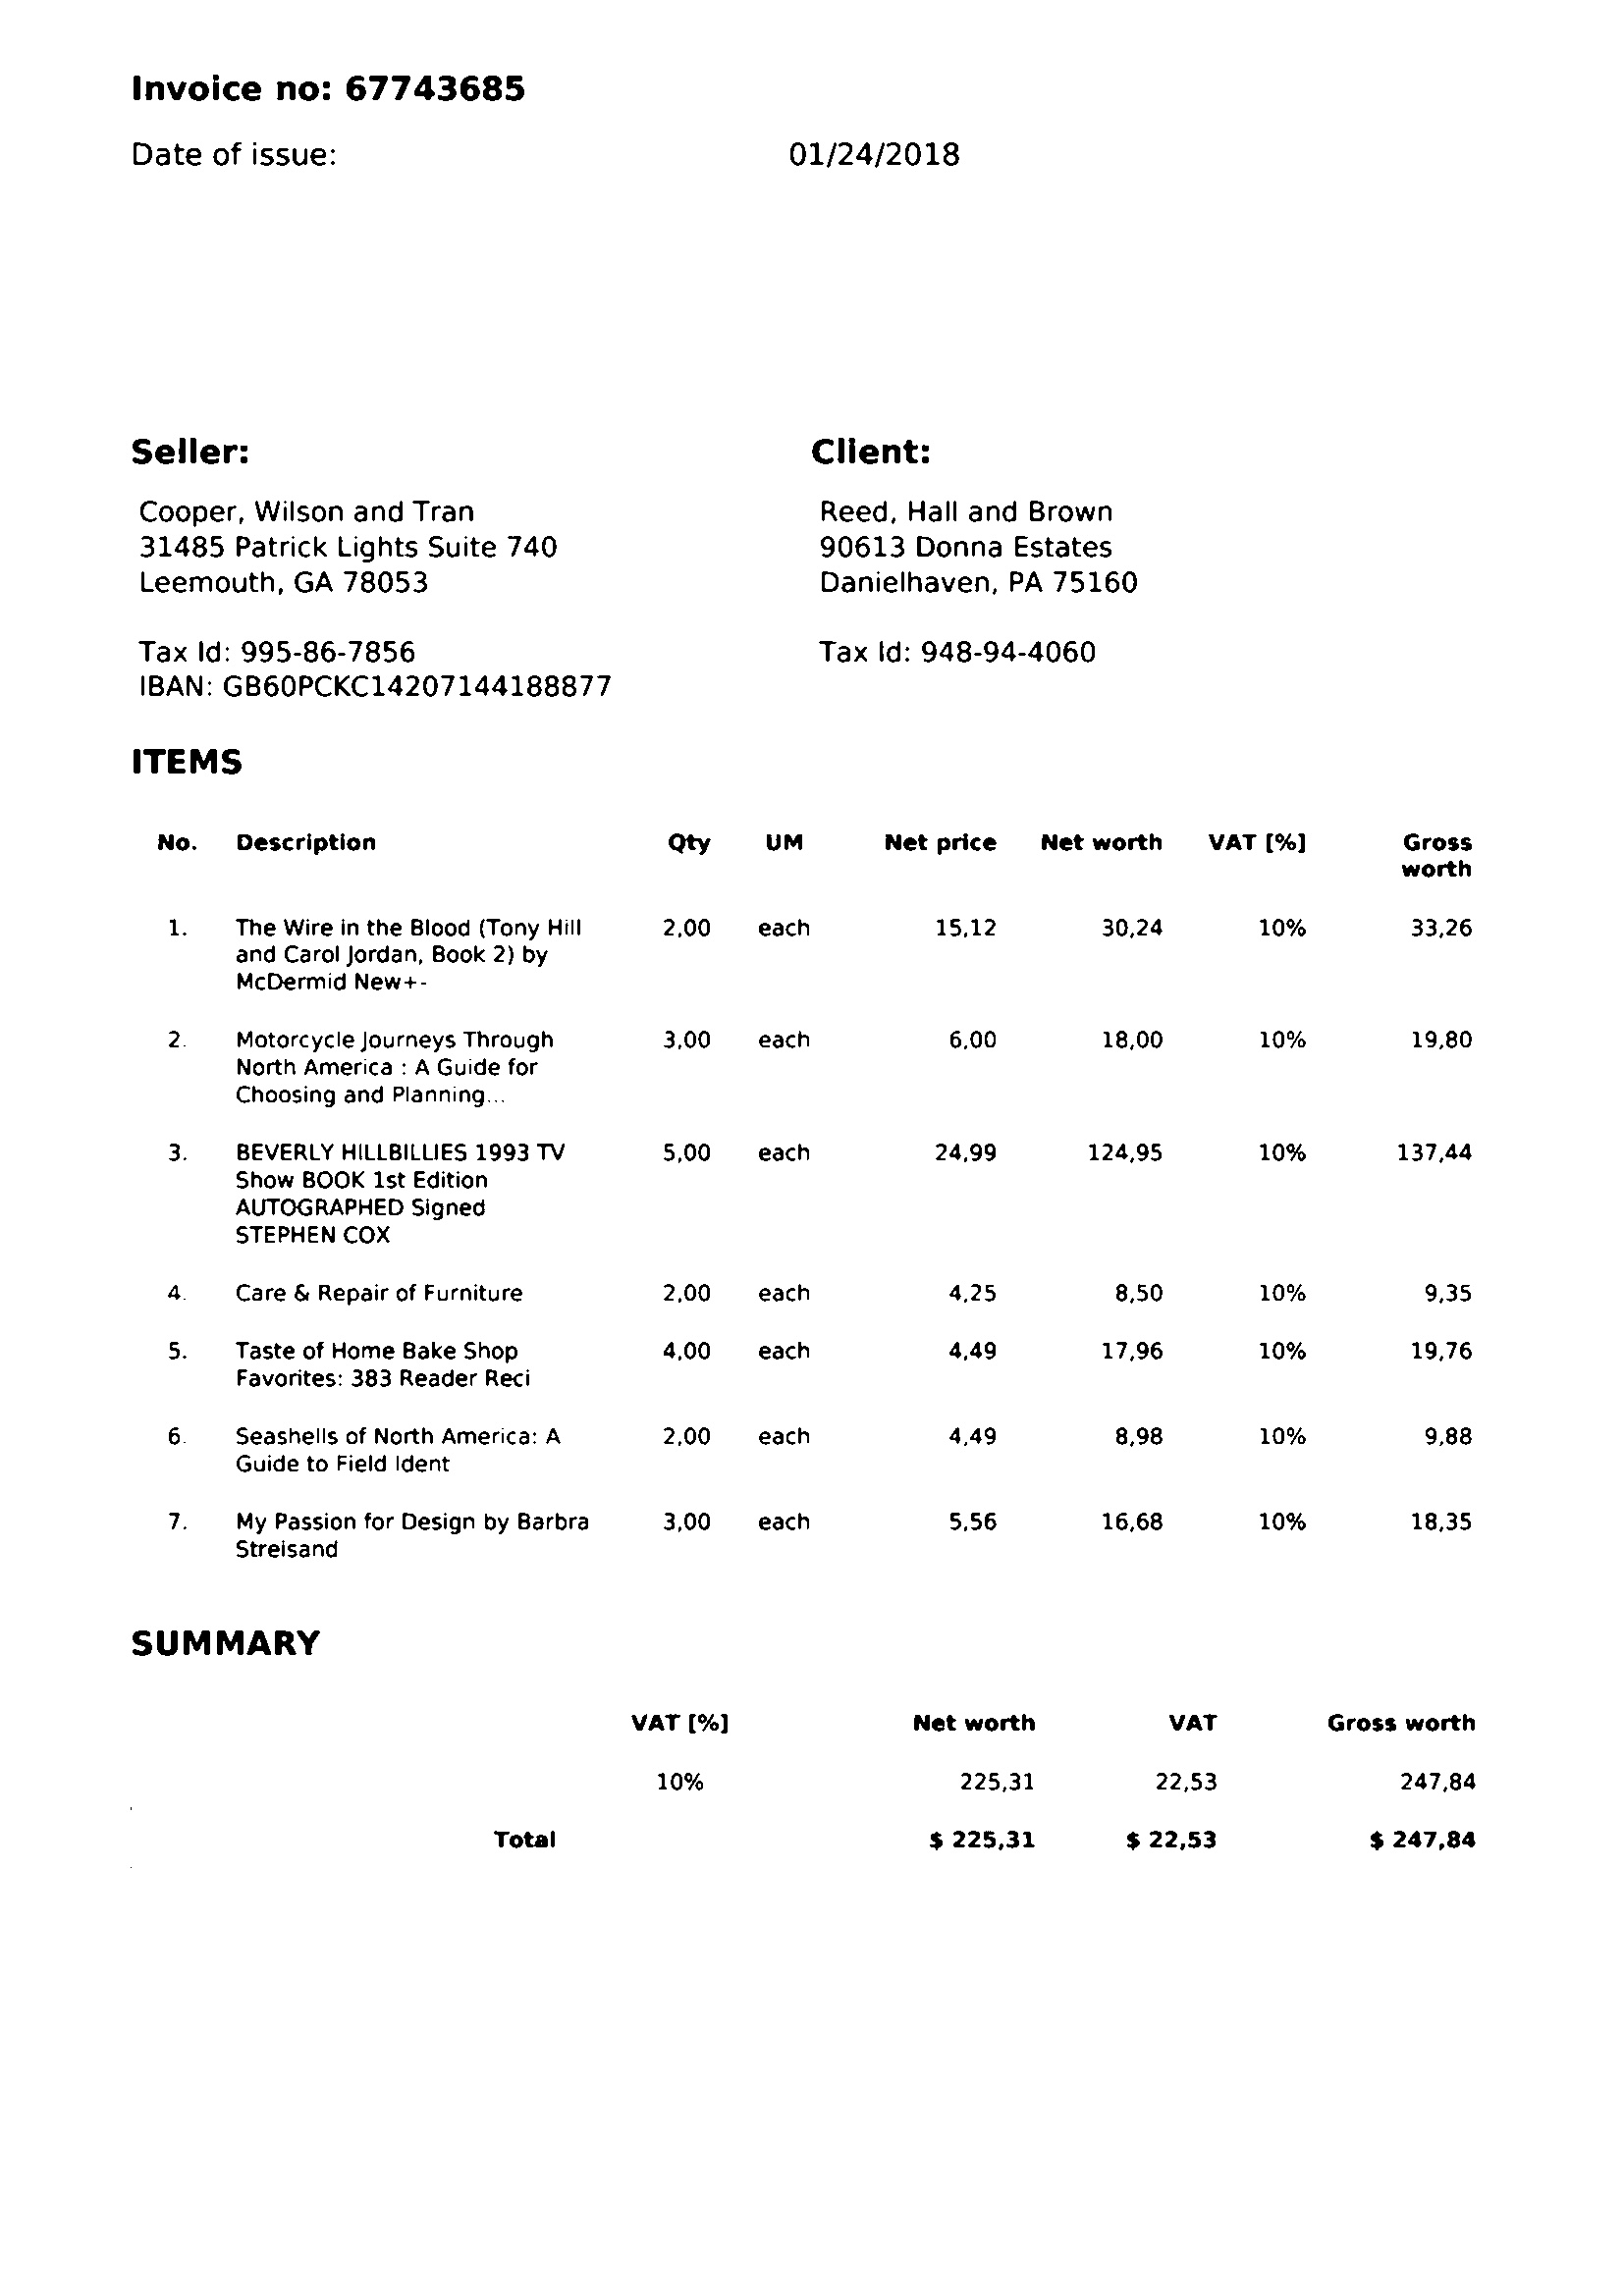 Invoice no: 67743685
Date of issue: 01/24/2018
Seller: Client:
Cooper, Wilson and Tran
31485 Patrick Lights Suite 740
Leemouth, GA 78053
Tax Id: 995-86-7856
IBAN: GB60PCKC14207144188877
Reed, Hall and Brown
90613 Donna Estates
Danielhaven, PA 75160
Tax Id: 948-94-4060
ITEMS
No. Description Qty UM Net price Net worth VAT [%] Gross
worth
1. The Wire in the Blood (Tony Hill 2,00 each 15,12 30,24 10% 33,26
and Carol Jordan, Book 2) by
McDermid New+-
2. Motorcycle Journeys Through 3,00 each 6,00 18,00 10% 19,80
North America : A Guide for
Choosing and Planning...
3. BEVERLY HILLBILLIES 1993 TV 5,00 each 24,99 124,95 10% 137,44
Show BOOK 1st Edition
AUTOGRAPHED Signed
STEPHEN COX
4. Care & Repair of Furniture 2,00 each 4,25 8,50 10% 9,35
5. Taste of Home Bake Shop 4,00 each 4,49 17,96 10% 19,76
Favorites: 383 Reader Reci
6. Seashells of North America: A 2,00 each 4,49 8,98 10% 9,88
Guide to Field Ident
7. My Passion for Design by Barbra 3,00 each 5,56 16,68 10% 18,35
Streisand
SUMMARY
VAT [%] Net worth VAT Gross worth
10% 225,31 22,53 247,84
Total $ 225,31 $ 22,53 $ 247,84